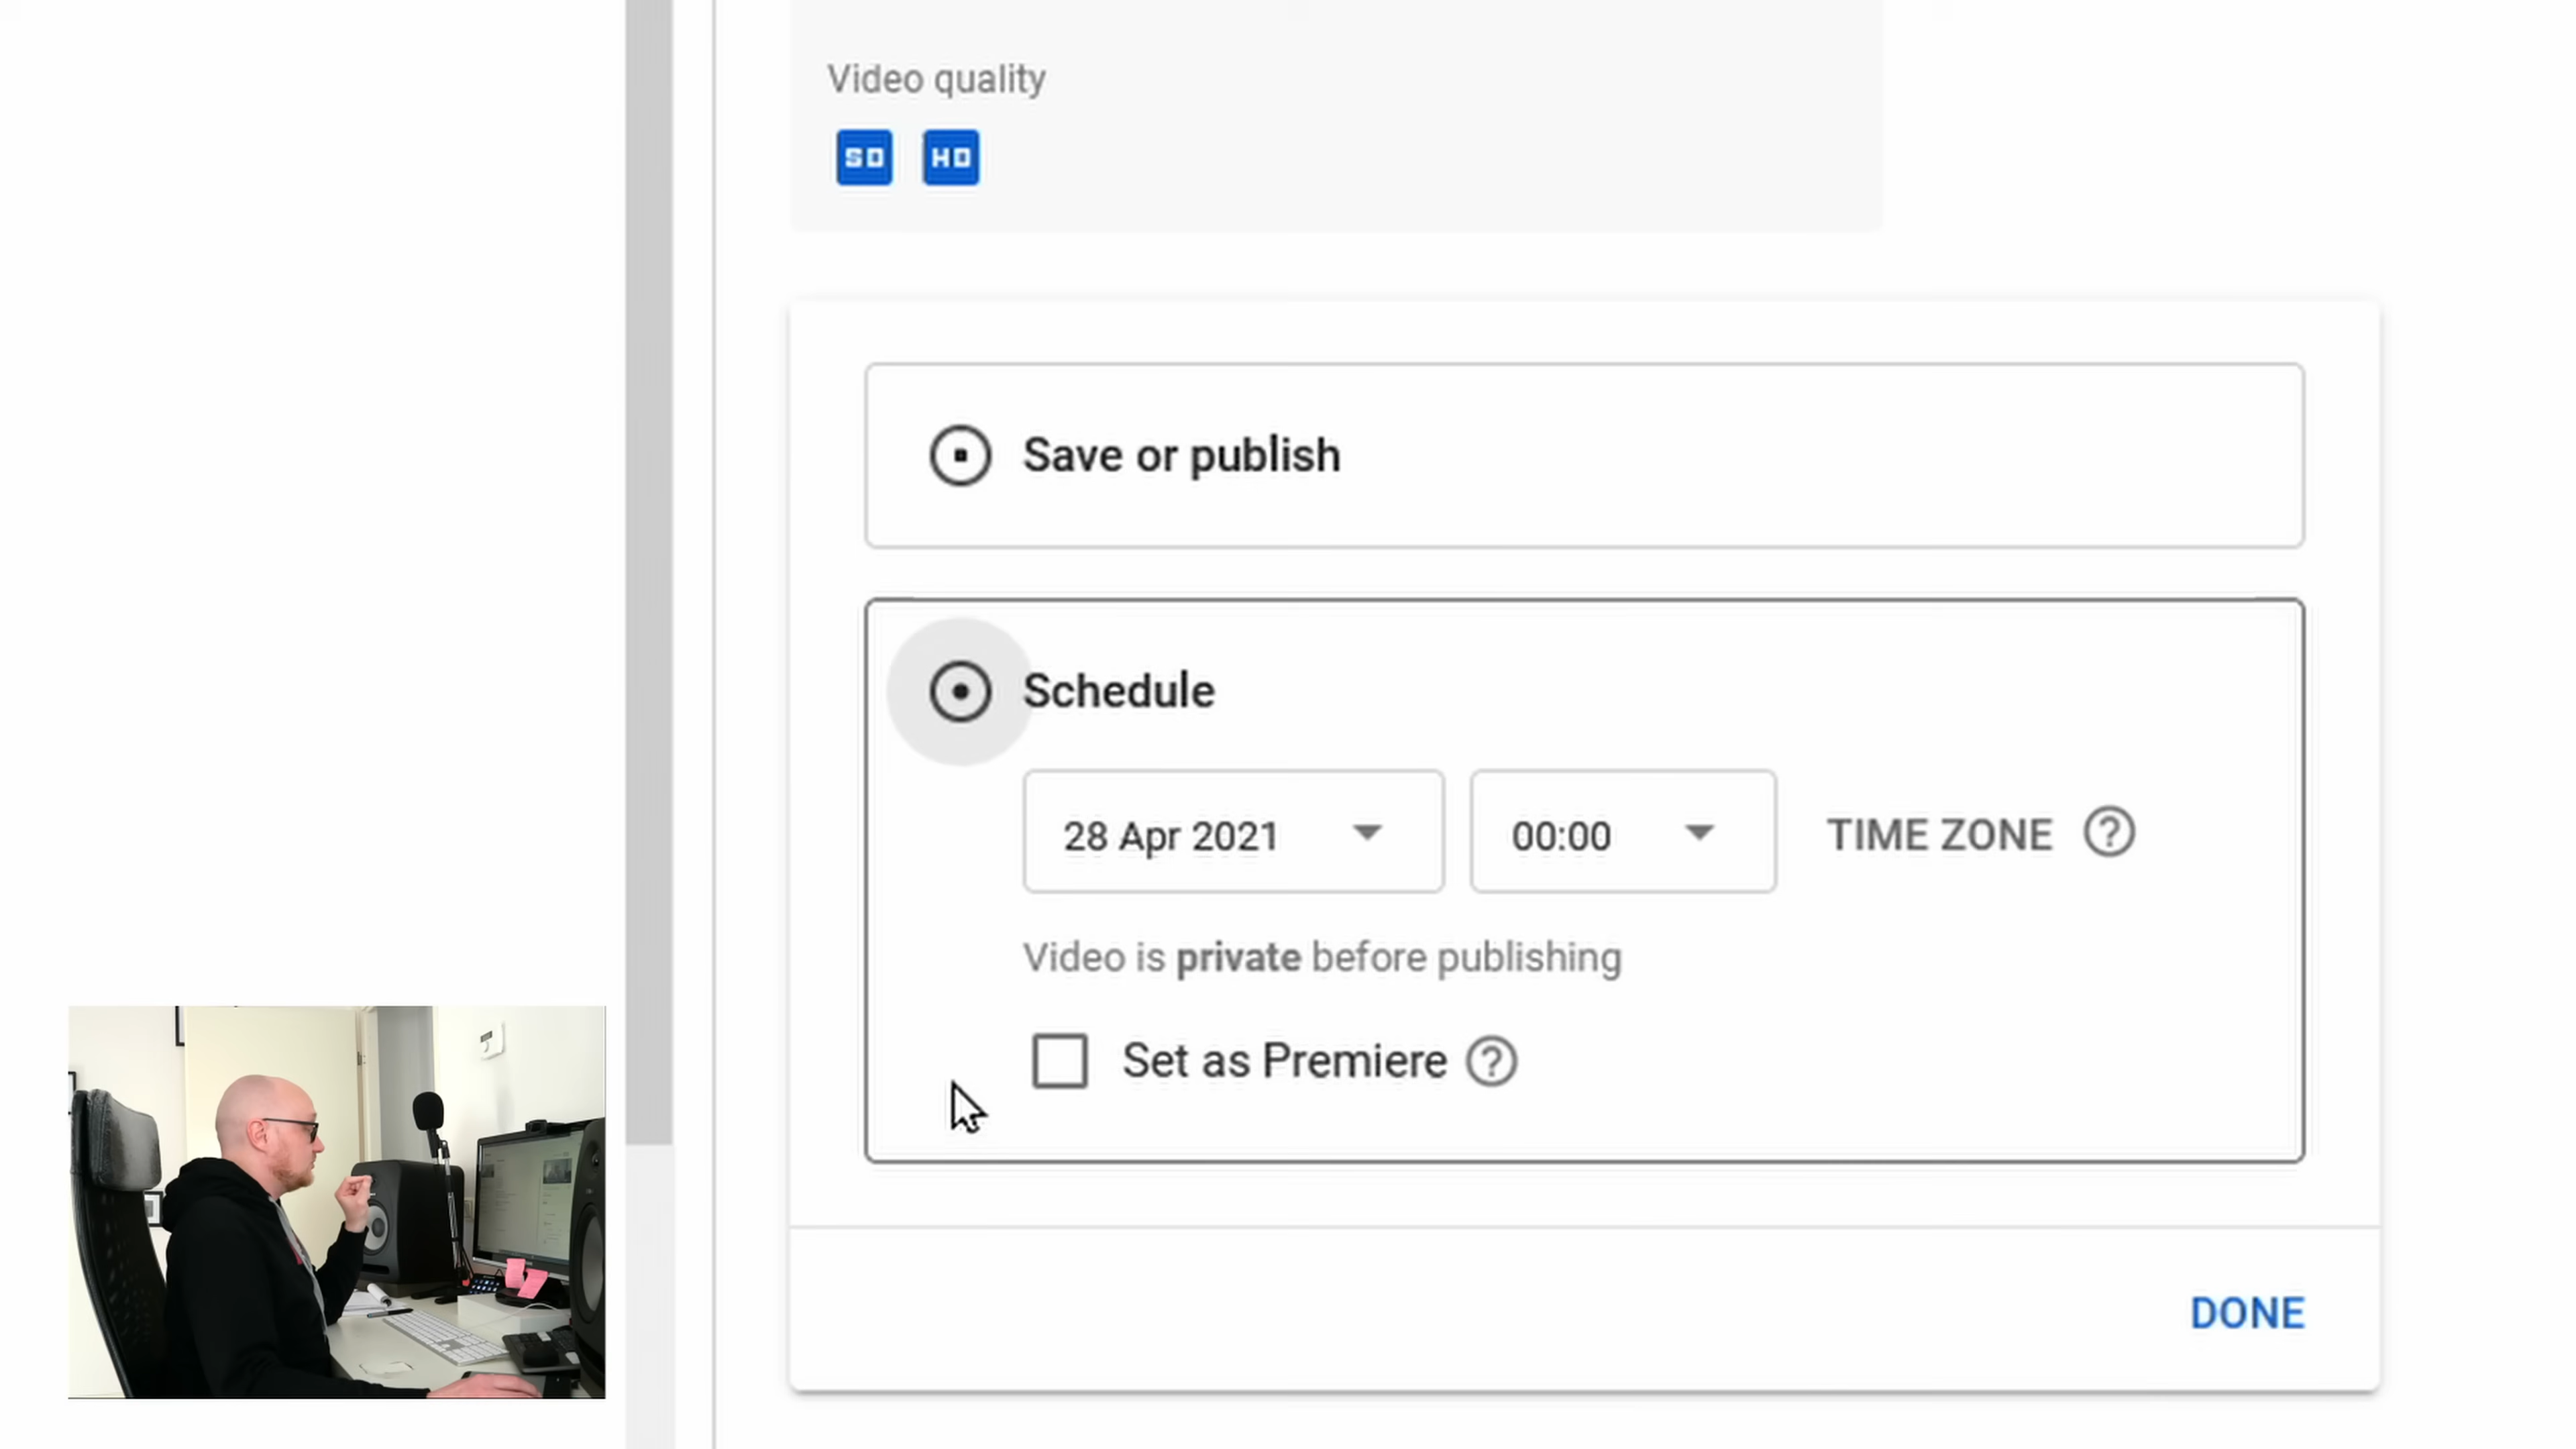 Video quality
SD HD
Save or publish
Schedule
28 Apr 2021 00:00 TIME ZONE
Video is private before publishing
Set as Premiere
DONE